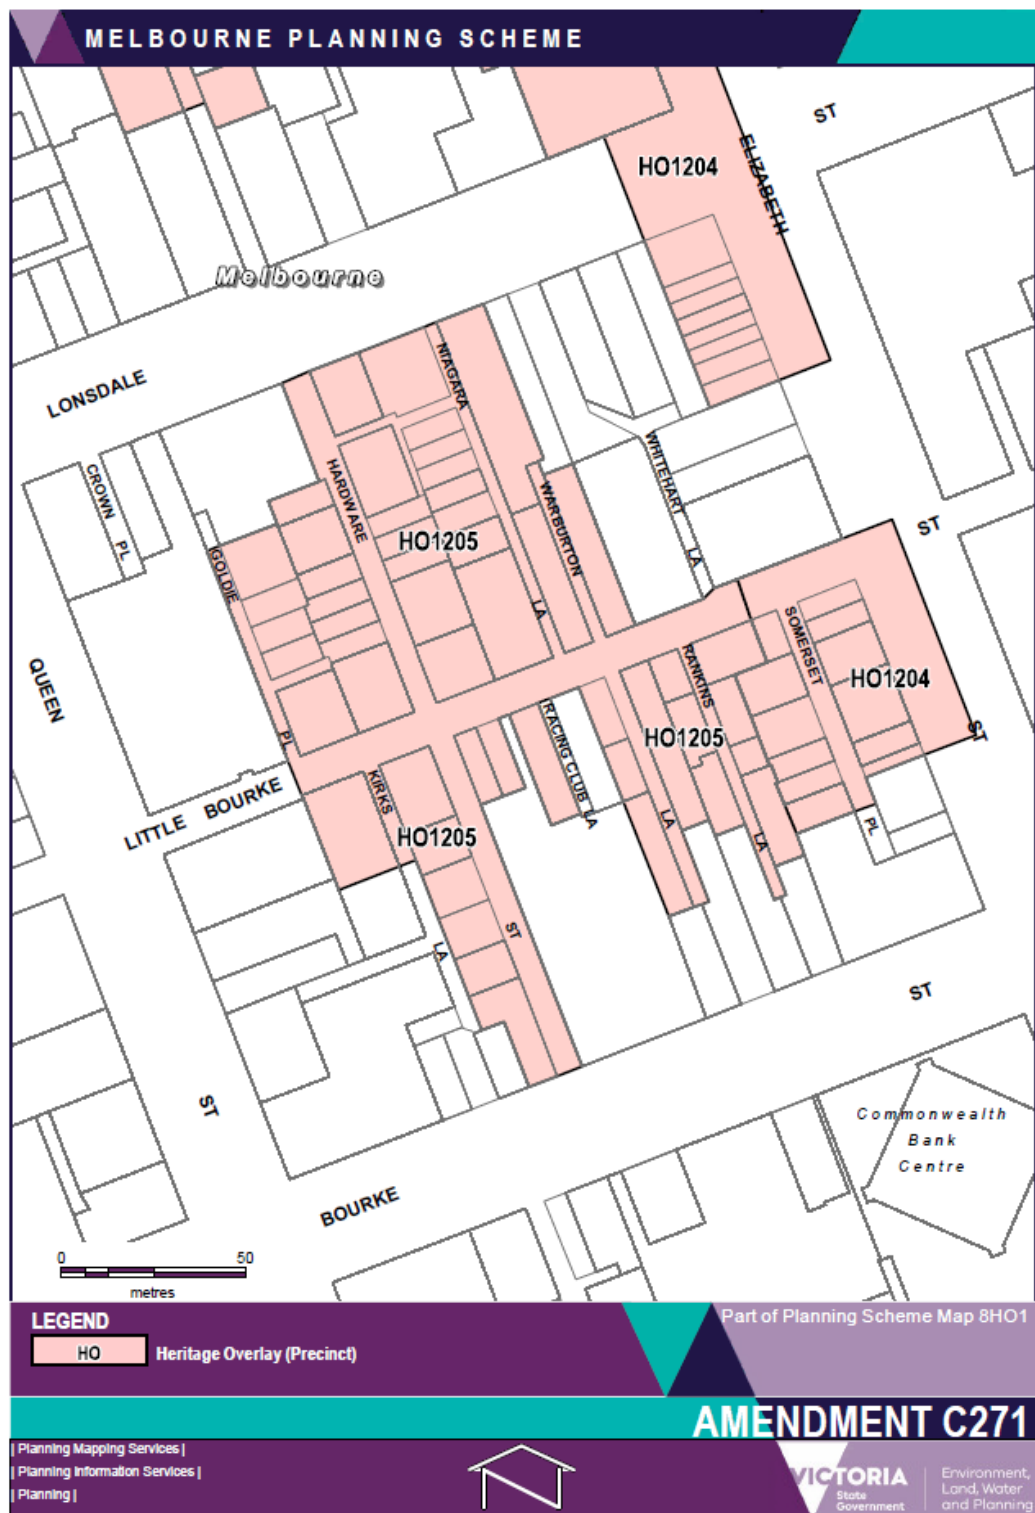 MELBOURNE PLANNING SCHEME
ST
ELIZABETH
HO1204
Melbourne
LONSDALE
NIAGARA
CROWN
PL
HARDWARE
WHITEHART
LA
WARBURTON
LA
HO1205
GOLDIE
PL
ST
QUEEN
SOMERSET
PL
RANKINS
LA
HO1204
HO1205
LA
ST
RACING CLUB LA
LITTLE BOURKE
KIRKS
LA
HO1205
ST
ST
ST
BOURKE
Commonwealth
Bank
Centre
0 50
metres
LEGEND
HO Heritage Overlay (Precinct)
Part of Planning Scheme Map 8HO1
AMENDMENT C271
| Planning Mapping Services |
| Planning Information Services |
| Planning |
N
VICTORIA
State
Government
Environment,
Land, Water
and Planning